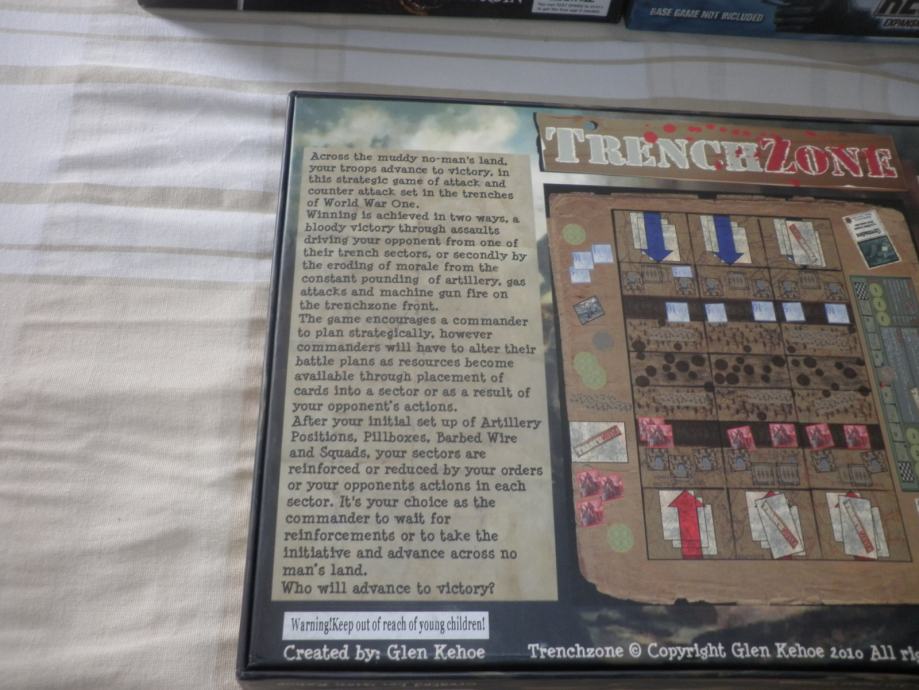 BASE GAME NOT INCLUDED
EXPANS
TRENCHZONE
Across the muddy no-man's land,
your troops advance to victory, in
this strategic game of attack and
counter attack set in the trenches
of World War One.
Winning is achieved in two ways, a
bloody victory through assaults
driving your opponent from one of
their trench sectors, or secondly by
the eroding of morale from the
constant pounding of artillery, gas
attacks and machine gun fire on
the trenchzone front.
The game encourages a commander
to plan strategically, however
commanders will have to alter their
battle plans as resources become
available through placement of
cards into a sector or as a result of
your opponent's actions.
After your initial set up of Artillery
Positions, Pillboxes, Barbed Wire
and Squads, your sectors are
reinforced or reduced by your orders
or your opponents actions in each
sector. It's your choice as the
commander to wait for
reinforcements or to take the
initiative and advance across no
man's land.
Who will advance to victory?
Warning!Keep out of reach of young children!
Created by: Glen Kehoe
Trenchzone © Copyright Glen Kehoe 2010 All ri